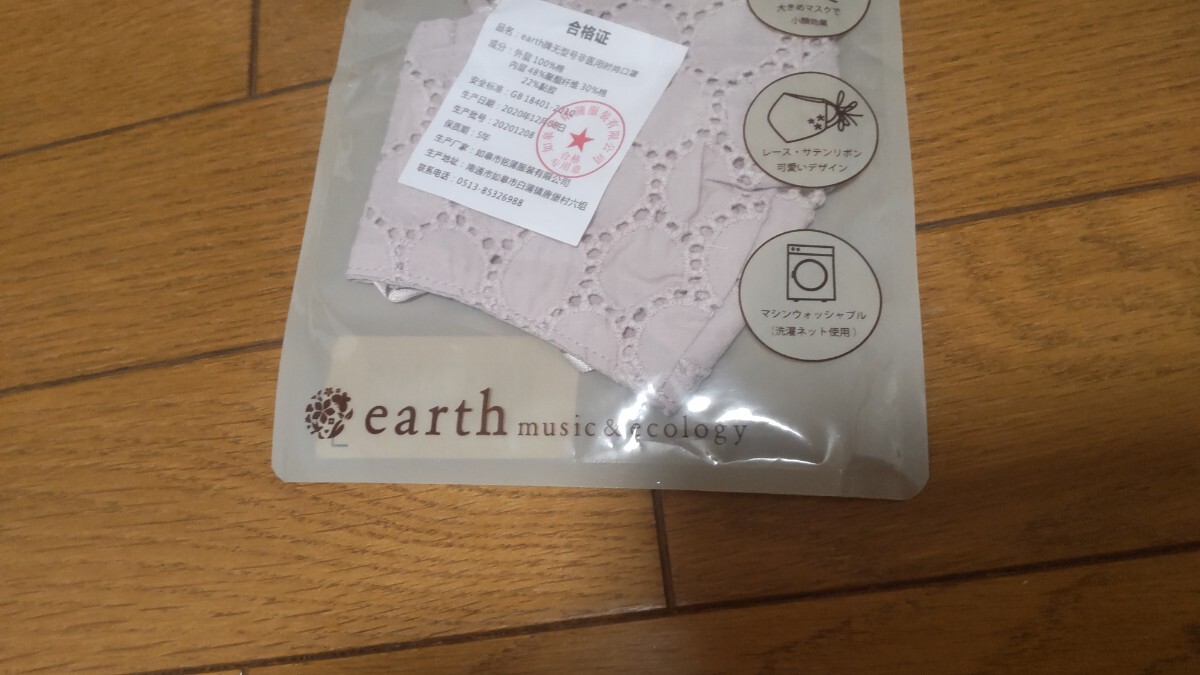 合格证
品名：earth牌无型号非医用时尚口罩
成分：外层 100%棉
内层 48%聚酯纤维 30%棉
22%黏胶
安全标准：GB 18401-2010
生产日期：2020年12月08日
生产批号：20201208
保质期：5年
生产厂家：如皋市铠蒲服装有限公司
生产地址：南通市如皋市白蒲镇唐堡村六组
联系电话：0513-85326988
大きめマスクで
小顔効果
レース・サテンリボン
可愛いデザイン
マシンウォッシャブル
(洗濯ネット使用)
earth music & ecology